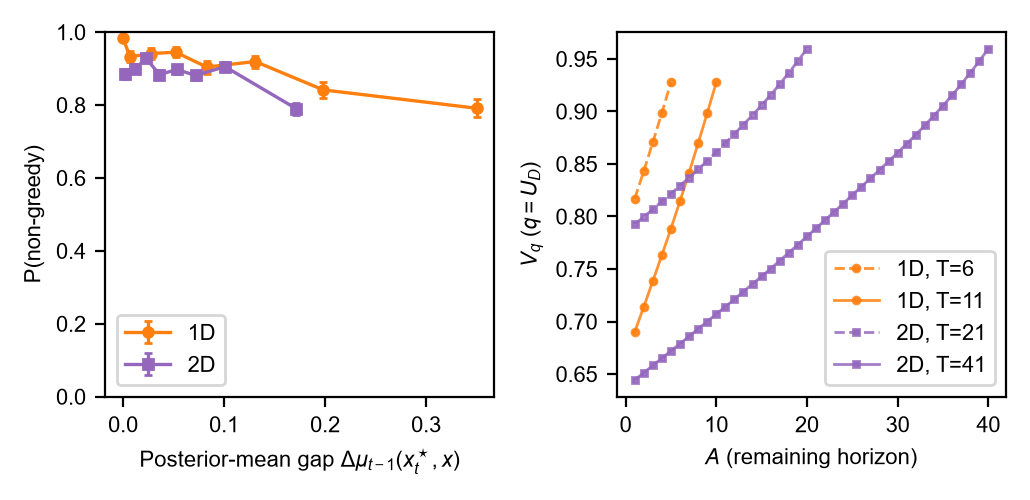 1.0
0.8
0.6
0.4
0.2
0.0
P(non-greedy)
1D
2D
0.0 0.1 0.2 0.3
Posterior-mean gap Δμ_{t−1}(x_t^⋆, x)
0.95
0.90
0.85
0.80
0.75
0.70
0.65
V_q (q = U_D)
1D, T=6
1D, T=11
2D, T=21
2D, T=41
0 10 20 30 40
A (remaining horizon)